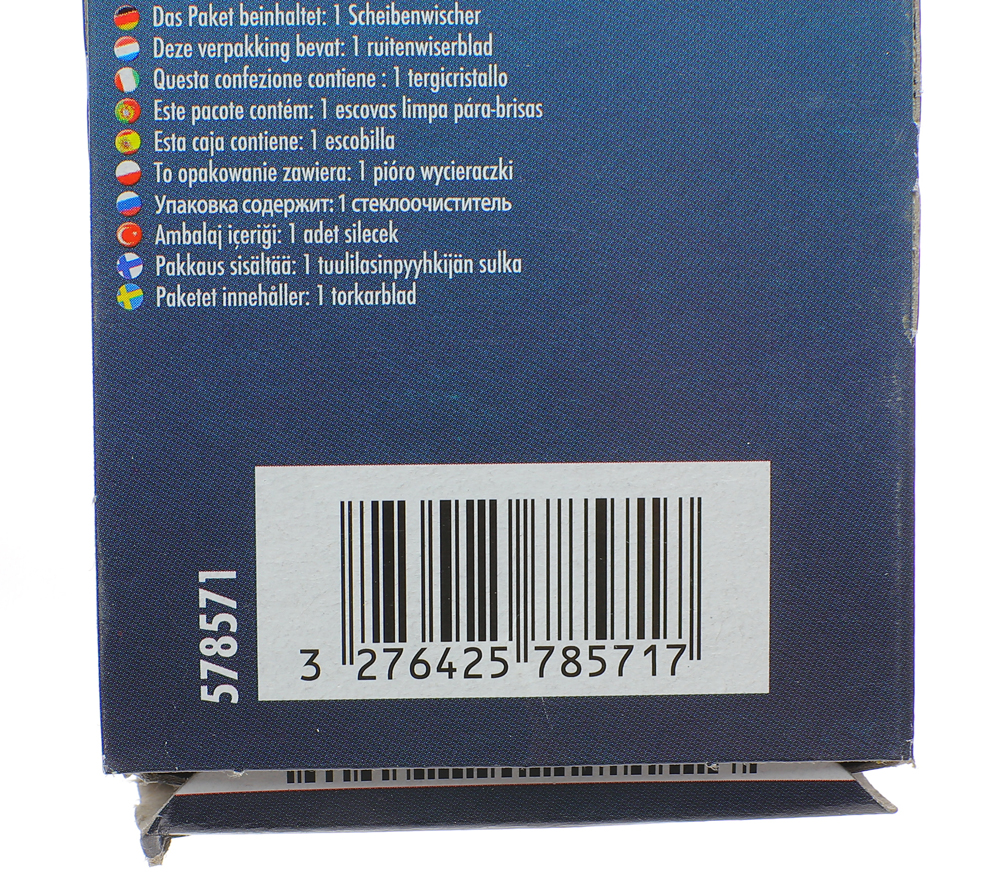 Das Paket beinhaltet: 1 Scheibenwischer
Deze verpakking bevat: 1 ruitenwiserblad
Questa confezione contiene : 1 tergicristallo
Este pacote contém: 1 escovas limpa pára-brisas
Esta caja contiene: 1 escobilla
To opakowanie zawiera: 1 pióro wycieraczki
Упаковка содержит: 1 стеклоочиститель
Ambalaj içeriği: 1 adet silecek
Pakkaus sisältää: 1 tuulilasinpyyhkijän sulka
Paketet innehåller: 1 torkarblad
578571
3 276425 785717